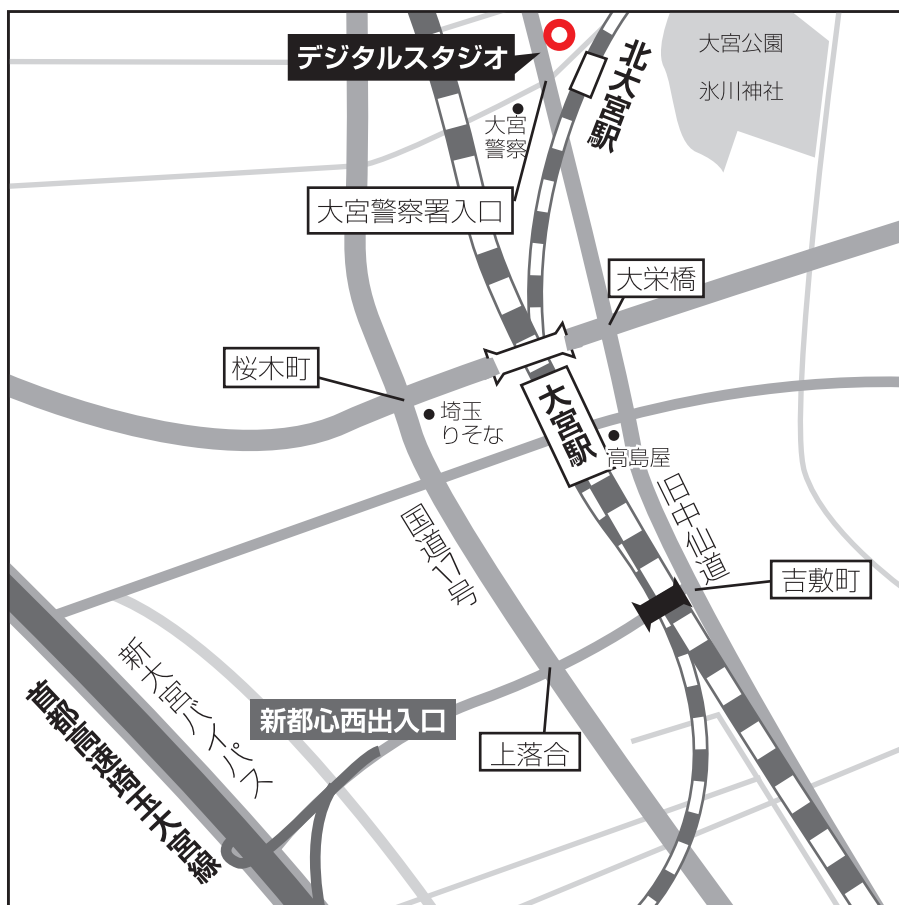 デジタルスタジオ
北大宮駅
大宮公園
氷川神社
大宮
警察
大宮警察署入口
大栄橋
桜木町
埼玉
りそな
大宮駅
高島屋
旧中仙道
国道17号
吉敷町
新大宮バイパス
首都高速埼玉大宮線
新都心西出入口
上落合